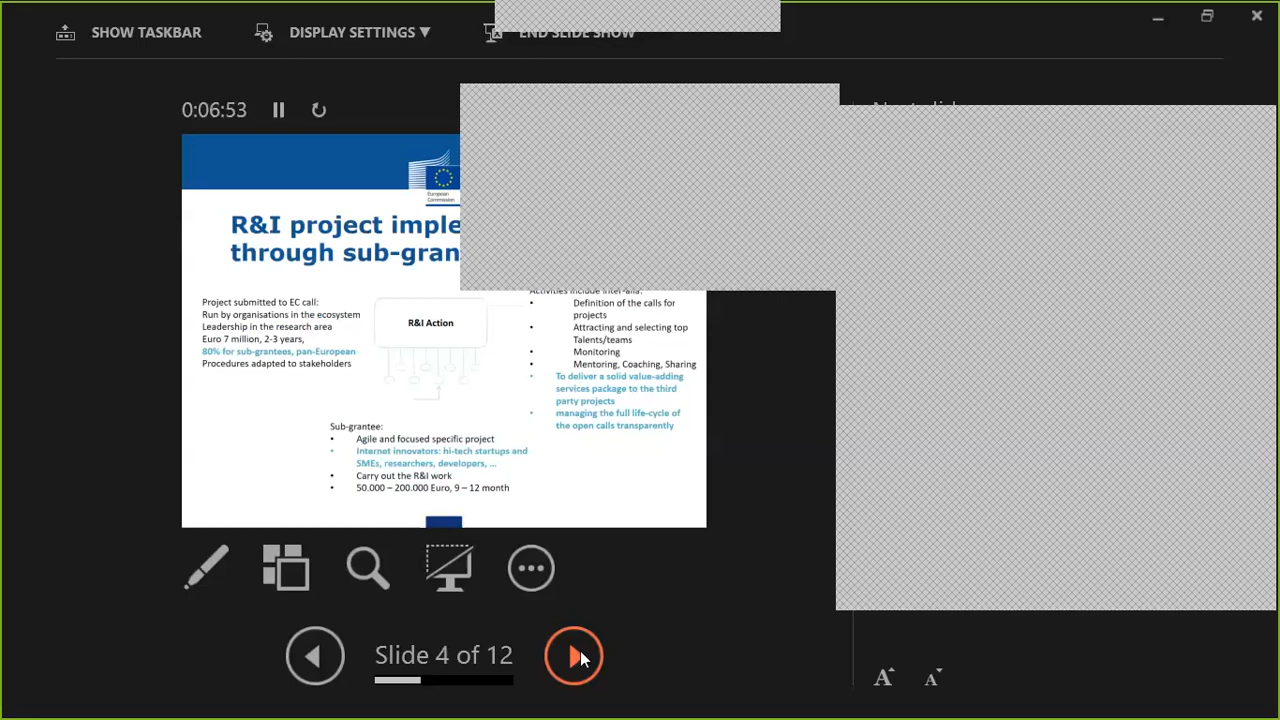 SHOW TASKBAR
DISPLAY SETTINGS ▼
END SLIDE SHOW
0:06:53
European
Commission
R&I project
through
Project submitted to EC call:
Run by organisations in the ecosystem
Leadership in the research area
Euro 7 million, 2-3 years,
80% for sub-grantees, pan-European
Procedures adapted to stakeholders
R&I Action
Activities include inter-alia:
• Definition of the calls for
projects
• Attracting and selecting top
Talents/teams
• Monitoring
• Mentoring, Coaching, Sharing
• To deliver a solid value-adding
services package to the third
party projects
• managing the full life-cycle of
the open calls transparently
Sub-grantee:
• Agile and focused specific project
• Internet innovators: hi-tech startups and
SMEs, researchers, developers, ...
• Carry out the R&I work
• 50.000 – 200.000 Euro, 9 – 12 month
Slide 4 of 12
A A